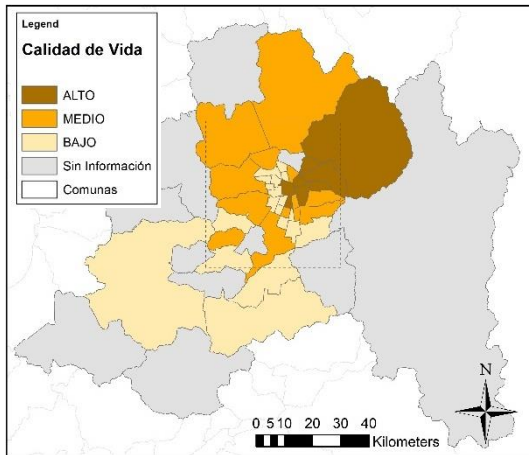 Legend
Calidad de Vida
ALTO
MEDIO
BAJO
Sin Información
Comunas
N
0 5 10 20 30 40
Kilometers